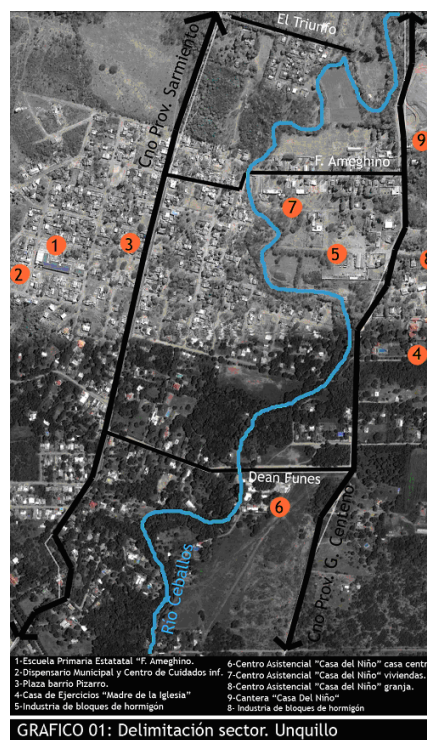 El Triunfo
Cno Prov. Sarmiento
F. Ameghino
9
7
1
3
5
2
8
4
Dean Funes
6
Cno Prov. G. Centeno
Río Ceballos
1-Escuela Primaria Estatatal "F. Ameghino.
2-Dispensario Municipal y Centro de Cuidados inf.
3-Plaza barrio Pizarro.
4-Casa de Ejercicios "Madre de la Iglesia"
5-Industria de bloques de hormigón
6-Centro Asistencial "Casa del Niño" casa centr
7-Centro Asistencial "Casa del Niño" viviendas.
8-Centro Asistencial "Casa del Niño" granja.
9-Cantera "Casa Del Niño"
8- Industria de bloques de hormigón
GRAFICO 01: Delimitación sector. Unquillo